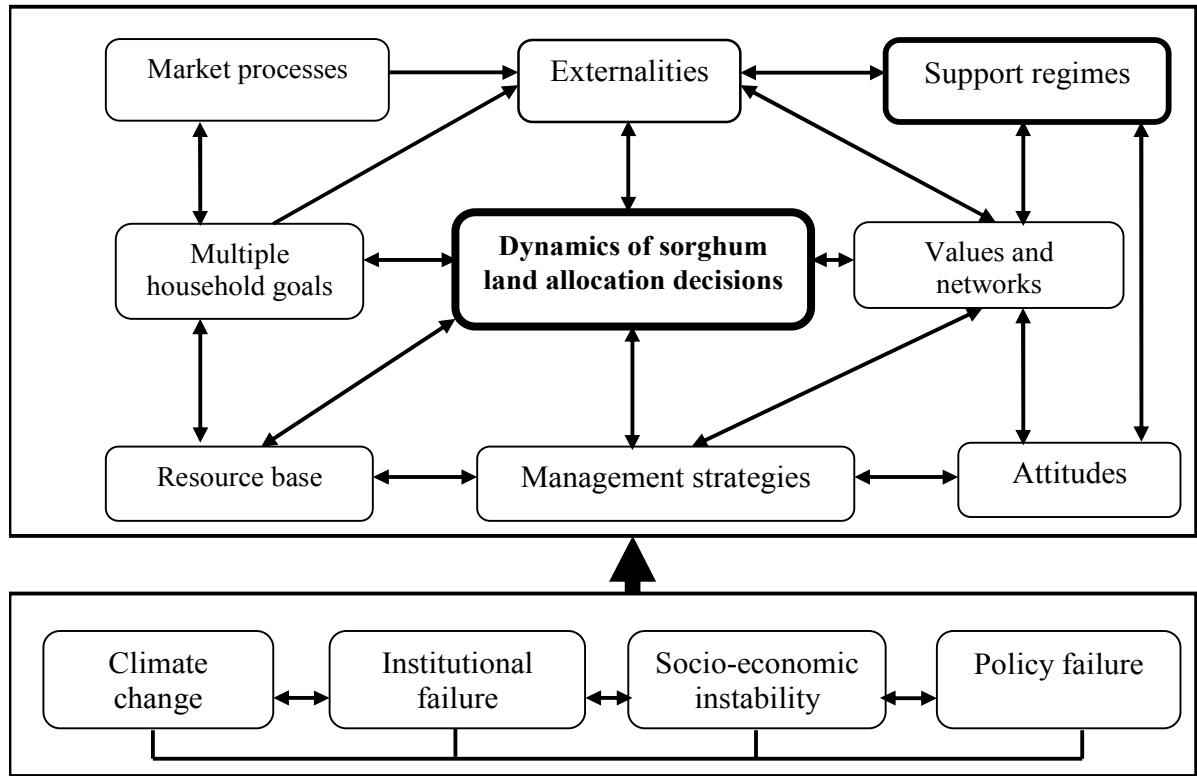 Market processes
Externalities
Support regimes
Multiple
household goals
Dynamics of sorghum
land allocation decisions
Values and
networks
Resource base
Management strategies
Attitudes
Climate
change
Institutional
failure
Socio-economic
instability
Policy failure